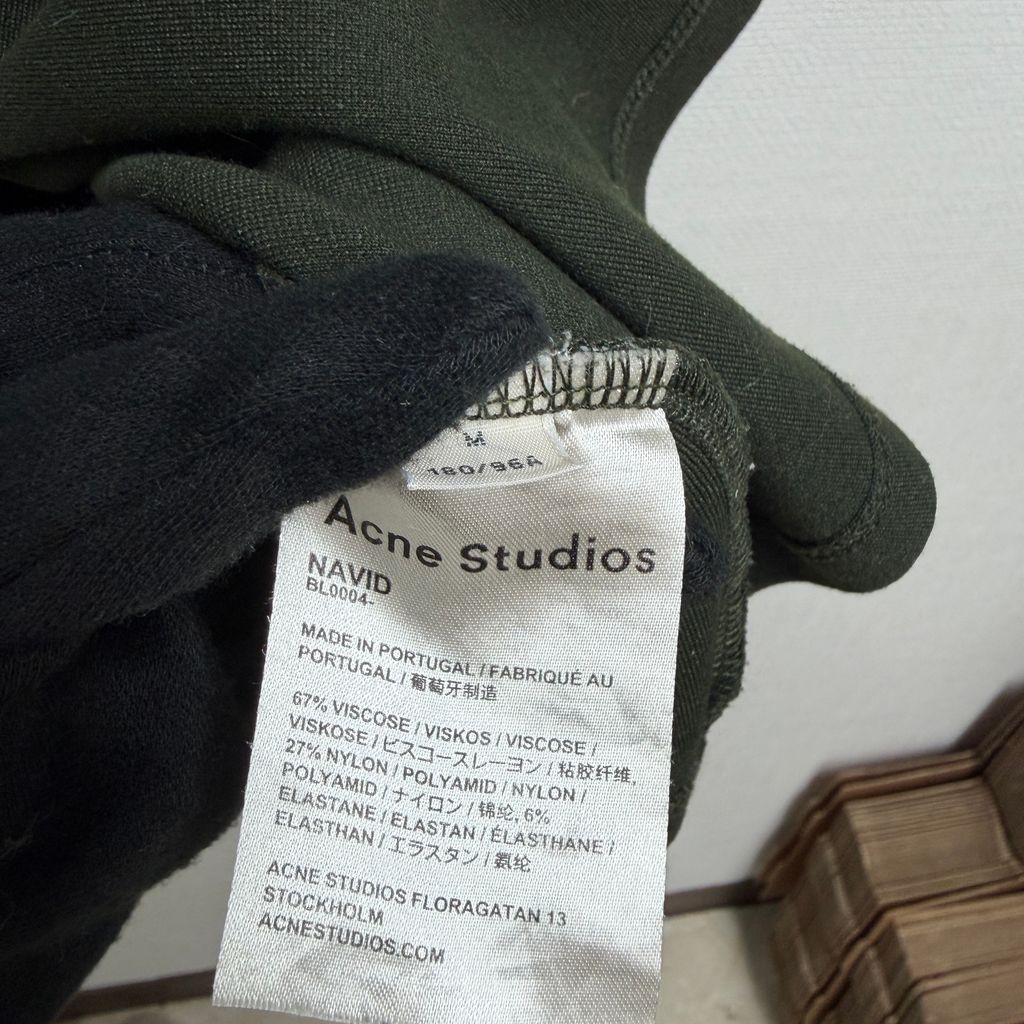 M
180/96A
Acne Studios
NAVID
BL0004-
MADE IN PORTUGAL / FABRIQUÉ AU
PORTUGAL / 葡萄牙制造
67% VISCOSE / VISKOS / VISCOSE /
VISKOSE / ビスコースレーヨン / 粘胶纤维,
27% NYLON / POLYAMID / NYLON /
POLYAMID / ナイロン / 锦纶, 6%
ELASTANE / ELASTAN / ÉLASTHANE /
ELASTHAN / エラスタン / 氨纶
ACNE STUDIOS FLORAGATAN 13
STOCKHOLM
ACNESTUDIOS.COM